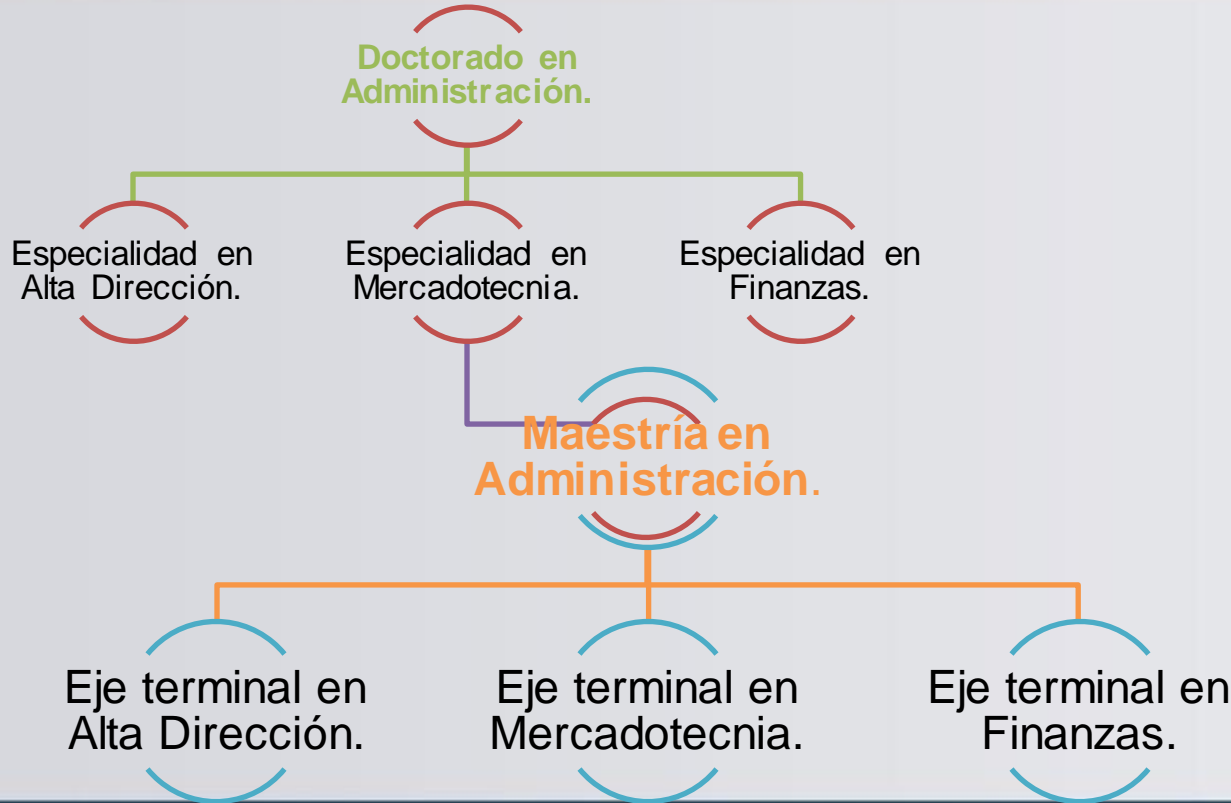 Doctorado en
Administración.
Especialidad en
Alta Dirección.
Especialidad en
Mercadotecnia.
Especialidad en
Finanzas.
Maestría en
Administración.
Eje terminal en
Alta Dirección.
Eje terminal en
Mercadotecnia.
Eje terminal en
Finanzas.